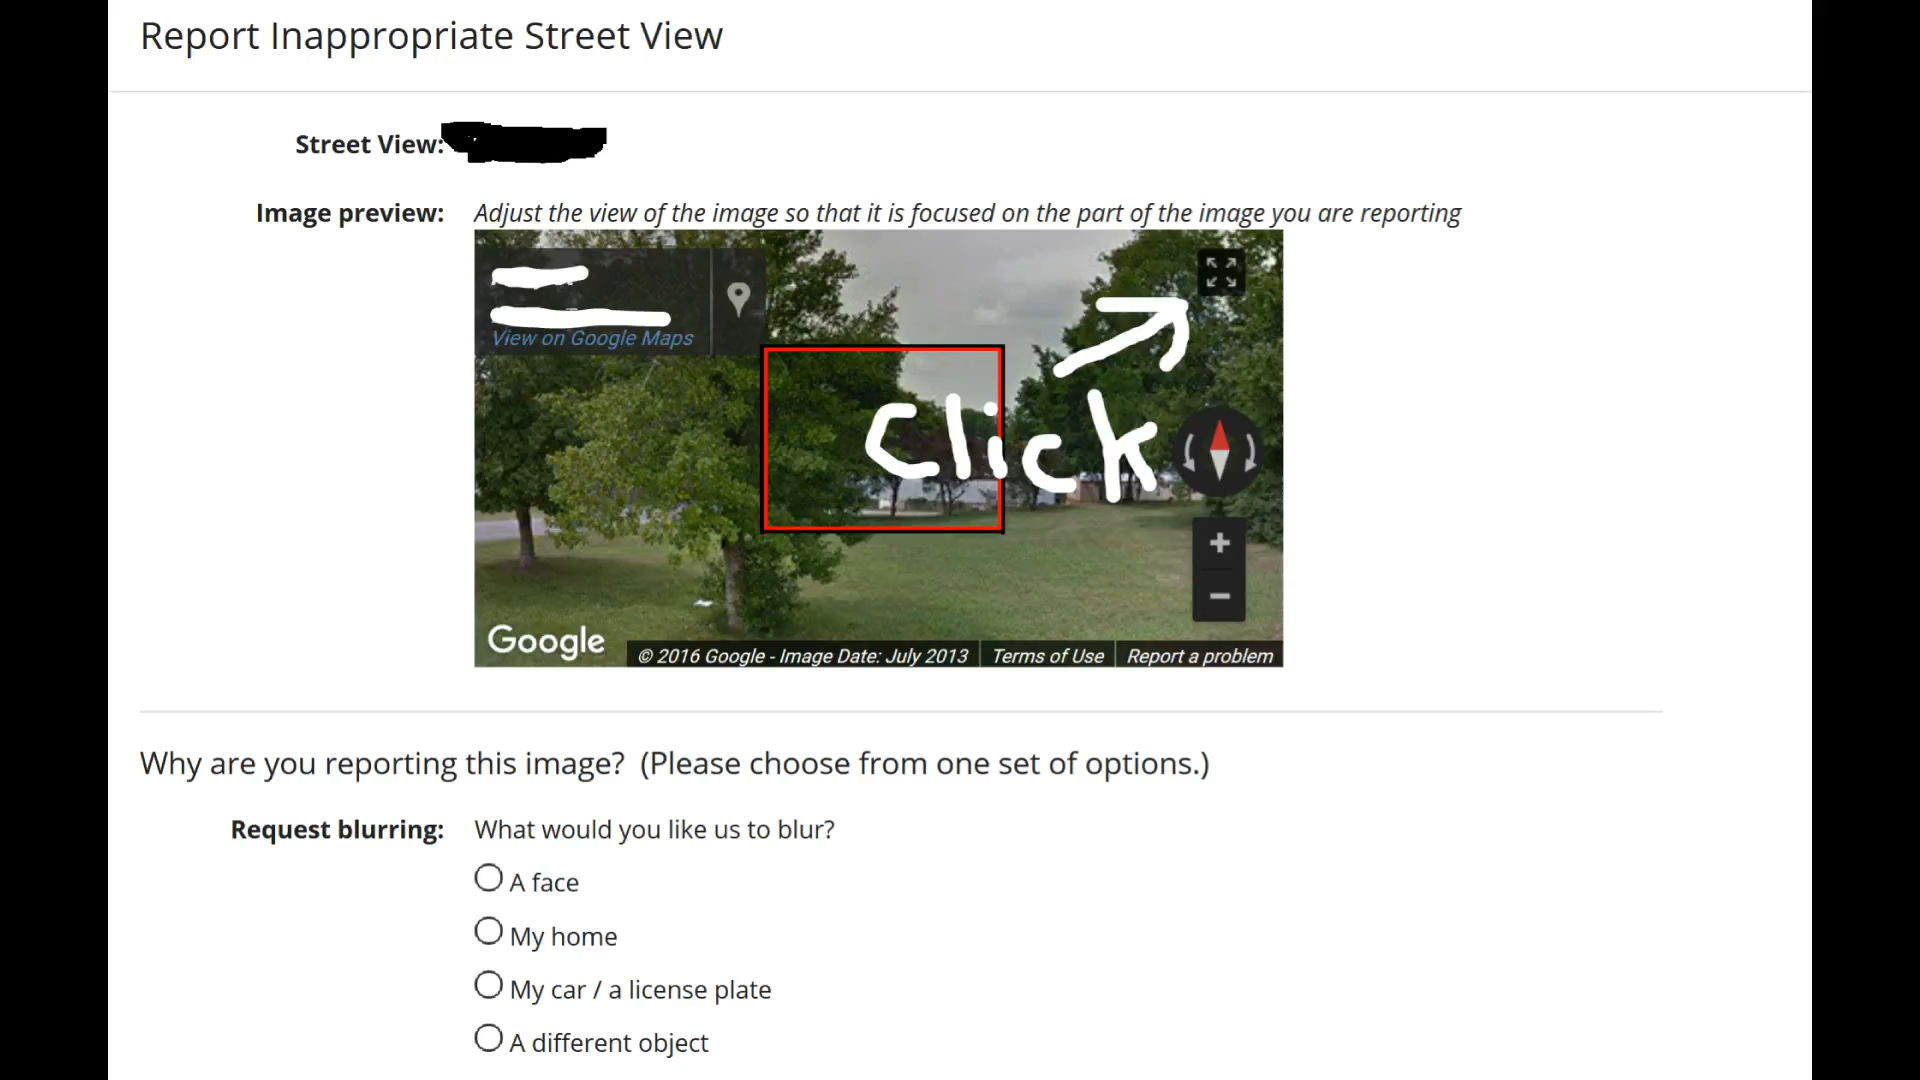 Report Inappropriate Street View
Street View:
Image preview: Adjust the view of the image so that it is focused on the part of the image you are reporting
View on Google Maps
Click
Google
© 2016 Google - Image Date: July 2013 Terms of Use Report a problem
Why are you reporting this image? (Please choose from one set of options.)
Request blurring: What would you like us to blur?
A face
My home
My car / a license plate
A different object